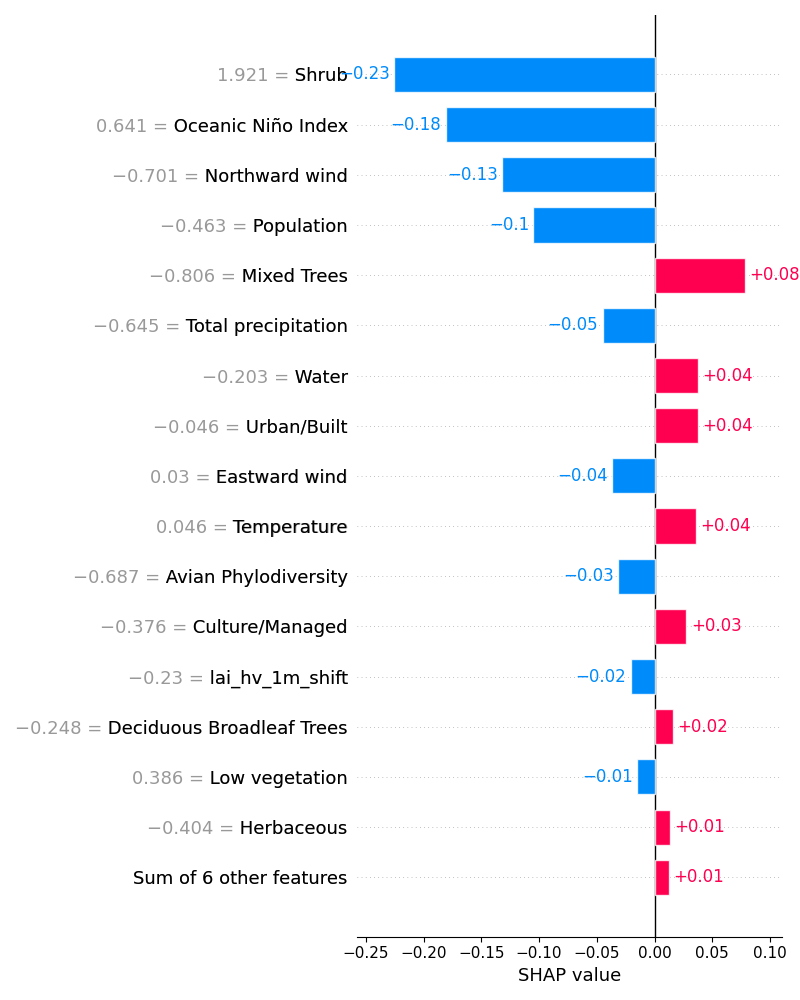 1.921 = Shrub −0.23
0.641 = Oceanic Niño Index −0.18
−0.701 = Northward wind −0.13
−0.463 = Population −0.1
−0.806 = Mixed Trees +0.08
−0.645 = Total precipitation −0.05
−0.203 = Water +0.04
−0.046 = Urban/Built +0.04
0.03 = Eastward wind −0.04
0.046 = Temperature +0.04
−0.687 = Avian Phylodiversity −0.03
−0.376 = Culture/Managed +0.03
−0.23 = lai_hv_1m_shift −0.02
−0.248 = Deciduous Broadleaf Trees +0.02
0.386 = Low vegetation −0.01
−0.404 = Herbaceous +0.01
Sum of 6 other features +0.01
−0.25 −0.20 −0.15 −0.10 −0.05 0.00 0.05 0.10
SHAP value